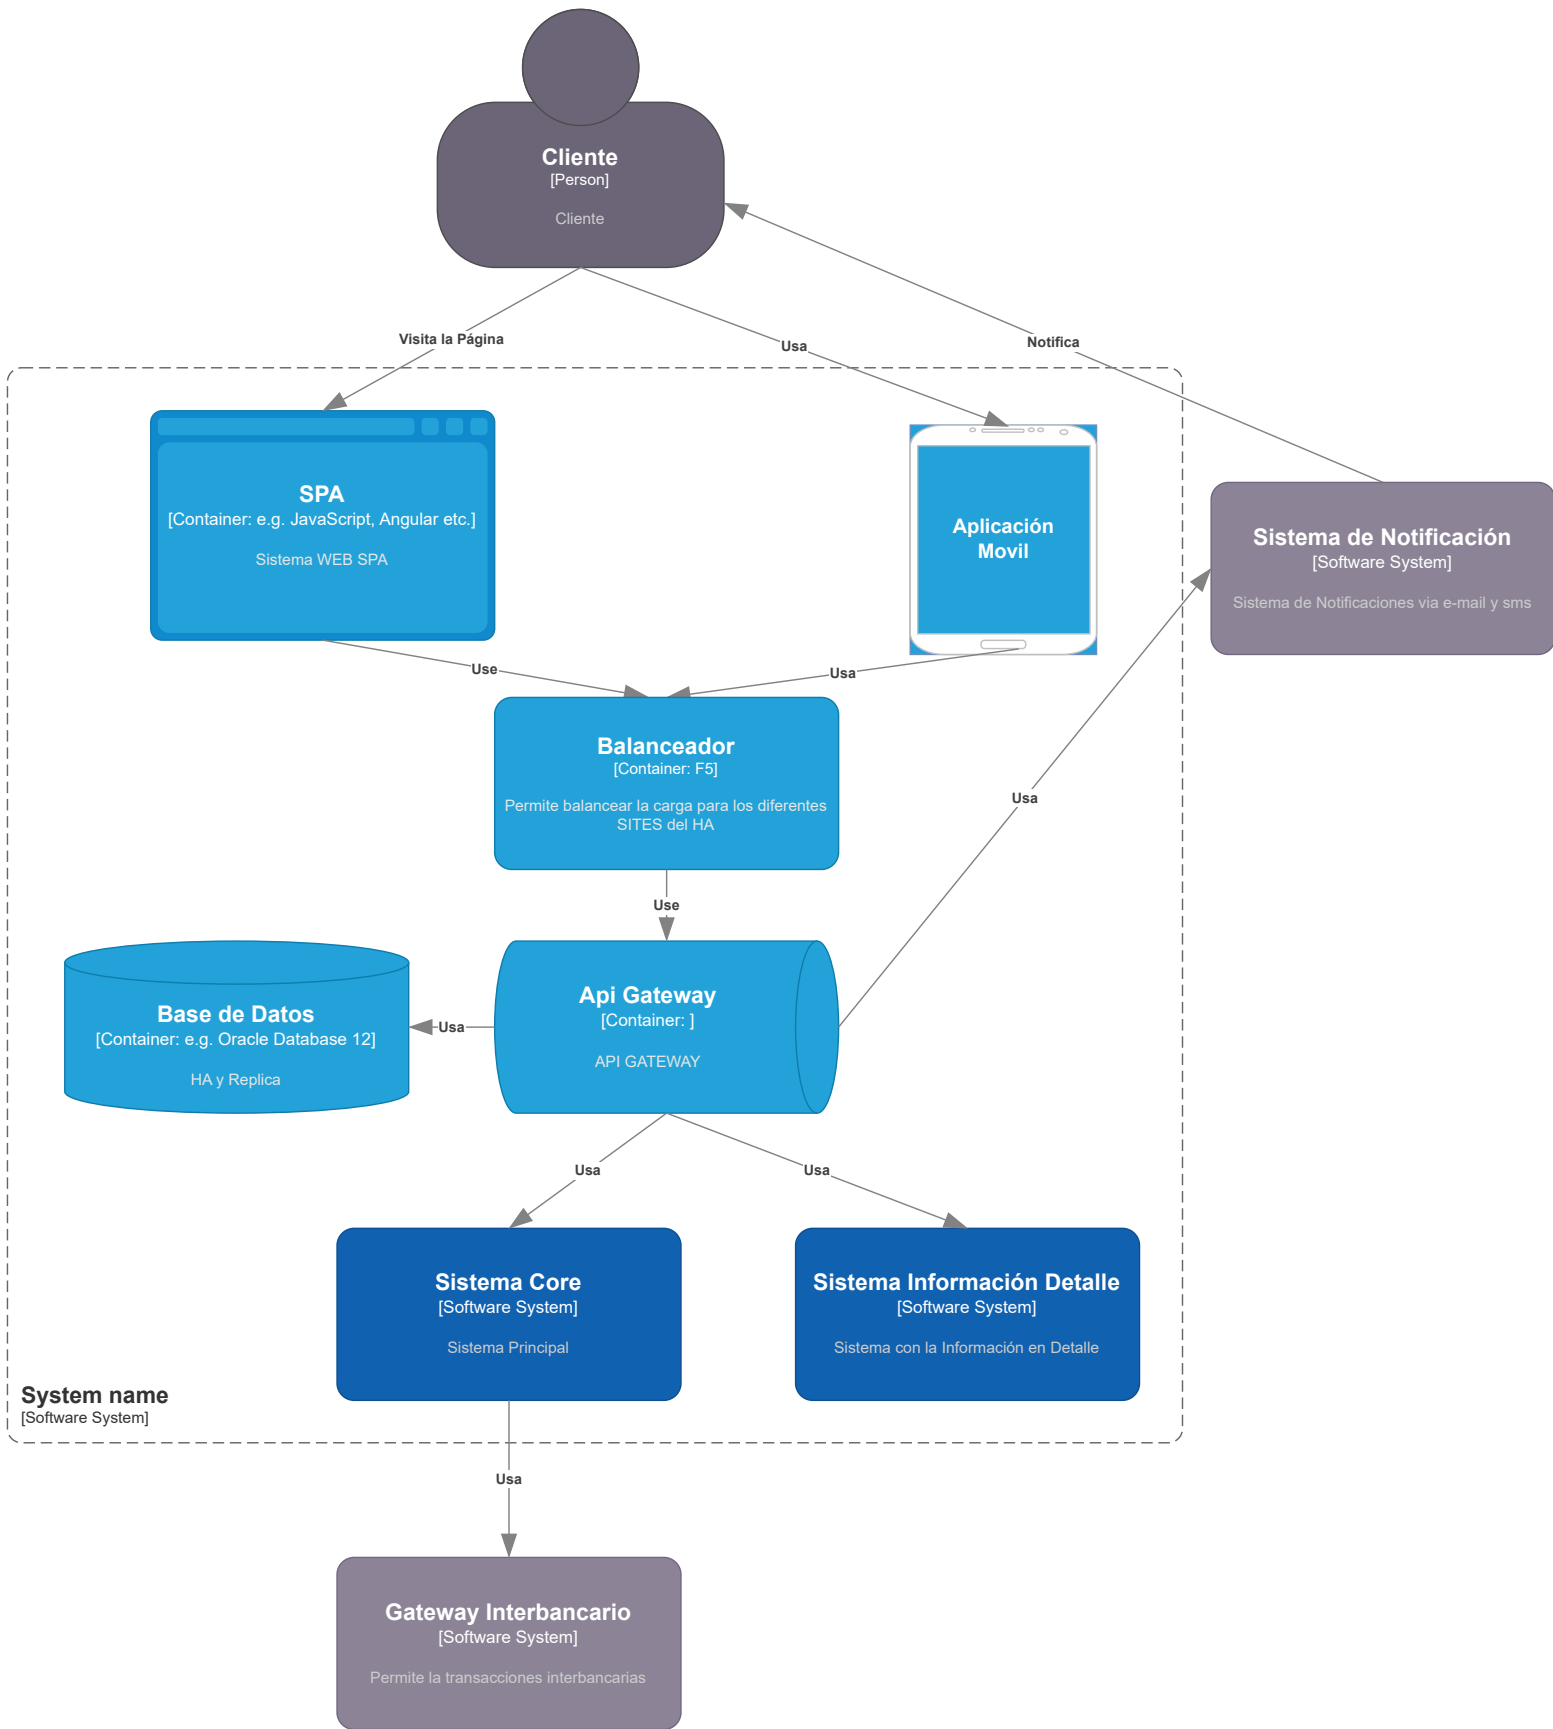 Cliente
[Person]
Cliente
Visita la Página
Usa
Notifica
SPA
[Container: e.g. JavaScript, Angular etc.]
Sistema WEB SPA
Aplicación
Movil
Sistema de Notificación
[Software System]
Sistema de Notificaciones via e-mail y sms
Use
Usa
Balanceador
[Container: F5]
Permite balancear la carga para los diferentes
SITES del HA
Usa
Use
Base de Datos
[Container: e.g. Oracle Database 12]
HA y Replica
Usa
Api Gateway
[Container: ]
API GATEWAY
Usa
Usa
Sistema Core
[Software System]
Sistema Principal
Sistema Información Detalle
[Software System]
Sistema con la Información en Detalle
System name
[Software System]
Usa
Gateway Interbancario
[Software System]
Permite la transacciones interbancarias